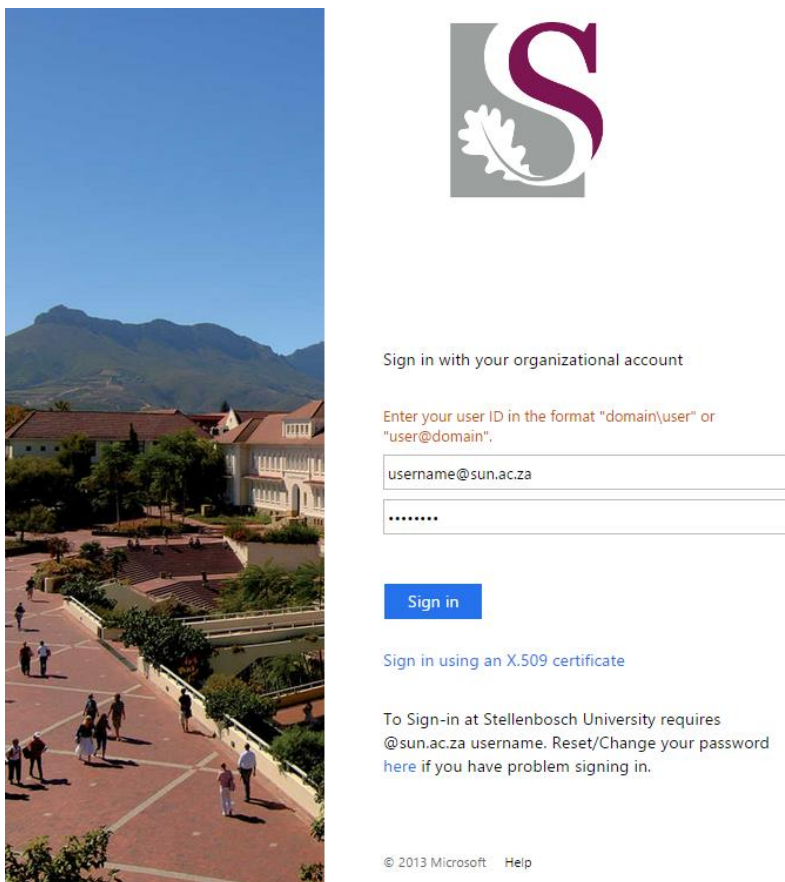 S
Sign in with your organizational account
Enter your user ID in the format "domain\user" or
"user@domain".
username@sun.ac.za
••••••••
Sign in
Sign in using an X.509 certificate
To Sign-in at Stellenbosch University requires
@sun.ac.za username. Reset/Change your password
here if you have problem signing in.
© 2013 Microsoft Help